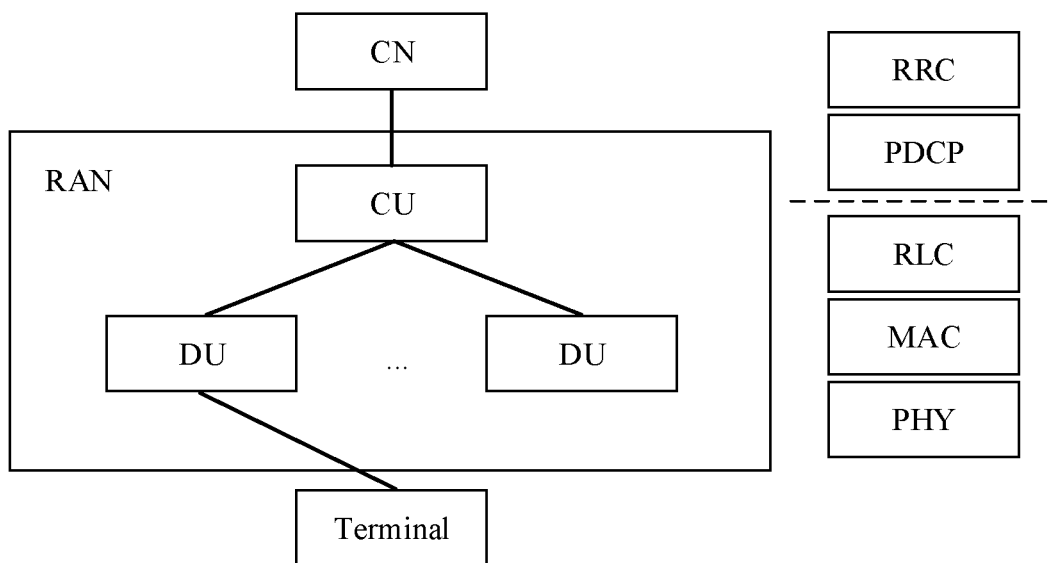 CN
RAN
CU
DU
...
DU
Terminal
RRC
PDCP
RLC
MAC
PHY